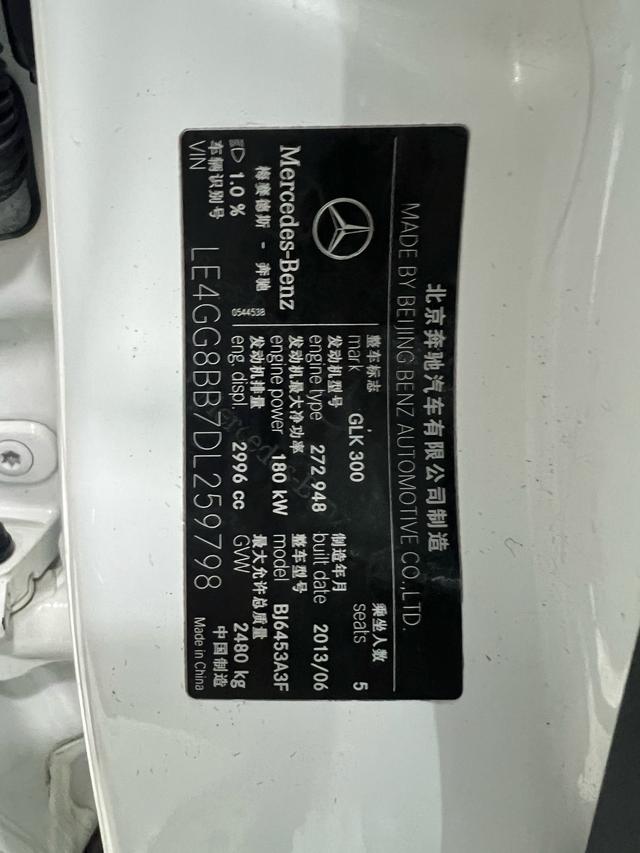 北京奔驰汽车有限公司制造
MADE BY BEIJING BENZ AUTOMOTIVE CO.,LTD.
Mercedes-Benz
梅赛德斯 - 奔驰
1.0 %
0544538
整车标志
mark GLK 300
乘坐人数
seats 5
发动机型号
engine type 272 948
制造年月
built date 2013/06
发动机最大净功率
engine power 180 kW
整车型号
model BJ6453A3F
发动机排量
eng. displ. 2996 cc
最大允许总质量
GVW 2480 kg
车辆识别号
VIN LE4GG8BB7DL259798
中国制造
Made in China